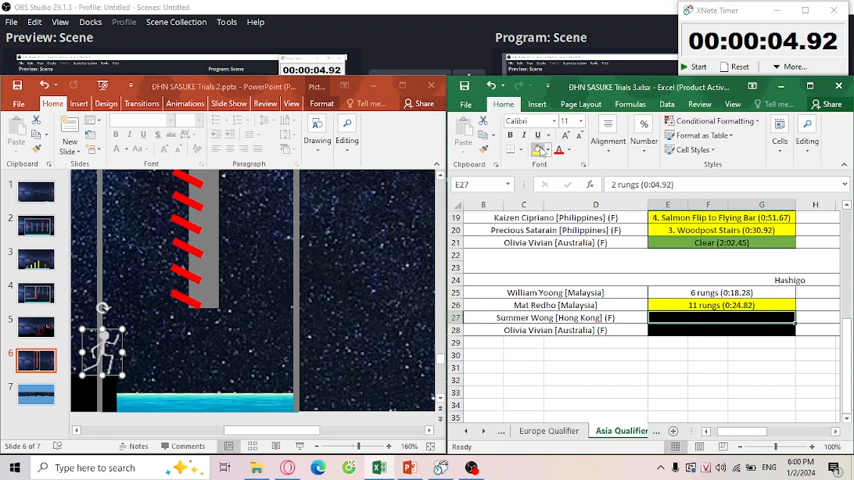 OBS Studio 29.1.3 - Profile: Untitled - Scenes: Untitled
File Edit View Docks Profile Scene Collection Tools Help
Preview: Scene
Program: Scene
XNote Timer
00:00:04.92
Start Reset More...
DHN SASUKE Trials 2.pptx - PowerPoint (P...
Pict...
File Home Insert Design Transitions Animations Slide Show Review View Format Tell me... Share
Paste
New Slide
Drawing
Editing
Clipboard Slides Font Paragraph
1
2
3
4
5
6
7
Slide 6 of 7
Notes Comments 160%
DHN SASUKE Trials 3.xlsx - Excel (Product Activ...
File Home Insert Page Layout Formulas Data Review View Tell me... Share
Paste
Calibri 11
B I U
Alignment
Number
Conditional Formatting
Format as Table
Cell Styles
Cells
Editing
Clipboard Font Styles
E27 2 rungs (0:04.92)
B C D E F G H
19 Kaizen Cipriano [Philippines] (F) 4. Salmon Flip to Flying Bar (0:51.67)
20 Precious Satarain [Philippines] (F) 3. Woodpost Stairs (0:30.92)
21 Olivia Vivian [Australia] (F) Clear (2:02.45)
22
23
24 Hashigo
25 William Yoong [Malaysia] 6 rungs (0:18.28)
26 Mat Redho [Malaysia] 11 rungs (0:24.82)
27 Summer Wong [Hong Kong] (F)
28 Olivia Vivian [Australia] (F)
29
30
31
32
33
34
35
... Europe Qualifier Asia Qualifier ...
Ready 100%
Type here to search
ENG
6:00 PM
1/2/2024